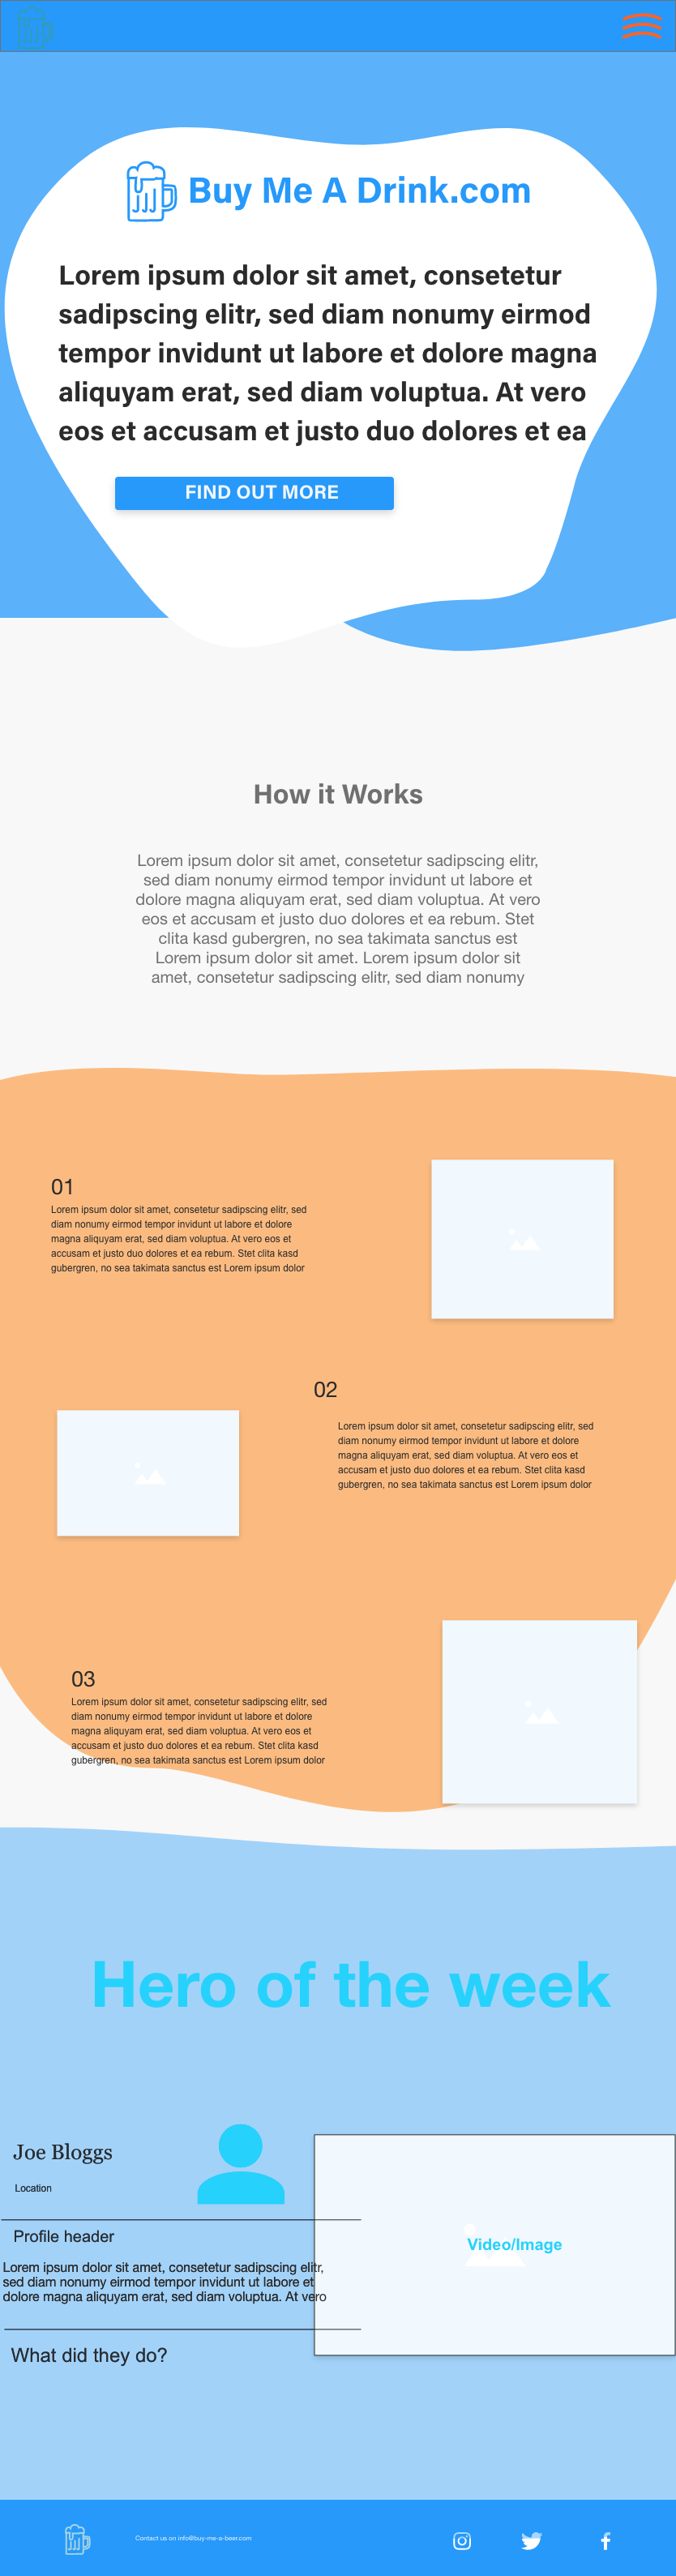 Buy Me A Drink.com
Lorem ipsum dolor sit amet, consetetur
sadipscing elitr, sed diam nonumy eirmod
tempor invidunt ut labore et dolore magna
aliquyam erat, sed diam voluptua. At vero
eos et accusam et justo duo dolores et ea
FIND OUT MORE
How it Works
Lorem ipsum dolor sit amet, consetetur sadipscing elitr,
sed diam nonumy eirmod tempor invidunt ut labore et
dolore magna aliquyam erat, sed diam voluptua. At vero
eos et accusam et justo duo dolores et ea rebum. Stet
clita kasd gubergren, no sea takimata sanctus est
Lorem ipsum dolor sit amet. Lorem ipsum dolor sit
amet, consetetur sadipscing elitr, sed diam nonumy
01
Lorem ipsum dolor sit amet, consetetur sadipscing elitr, sed
diam nonumy eirmod tempor invidunt ut labore et dolore
magna aliquyam erat, sed diam voluptua. At vero eos et
accusam et justo duo dolores et ea rebum. Stet clita kasd
gubergren, no sea takimata sanctus est Lorem ipsum dolor
02
Lorem ipsum dolor sit amet, consetetur sadipscing elitr, sed
diam nonumy eirmod tempor invidunt ut labore et dolore
magna aliquyam erat, sed diam voluptua. At vero eos et
accusam et justo duo dolores et ea rebum. Stet clita kasd
gubergren, no sea takimata sanctus est Lorem ipsum dolor
03
Lorem ipsum dolor sit amet, consetetur sadipscing elitr, sed
diam nonumy eirmod tempor invidunt ut labore et dolore
magna aliquyam erat, sed diam voluptua. At vero eos et
accusam et justo duo dolores et ea rebum. Stet clita kasd
gubergren, no sea takimata sanctus est Lorem ipsum dolor
Hero of the week
Joe Bloggs
Location
Profile header
Lorem ipsum dolor sit amet, consetetur sadipscing elitr,
sed diam nonumy eirmod tempor invidunt ut labore et
dolore magna aliquyam erat, sed diam voluptua. At vero
Video/Image
What did they do?
Contact us on info@buy-me-a-beer.com